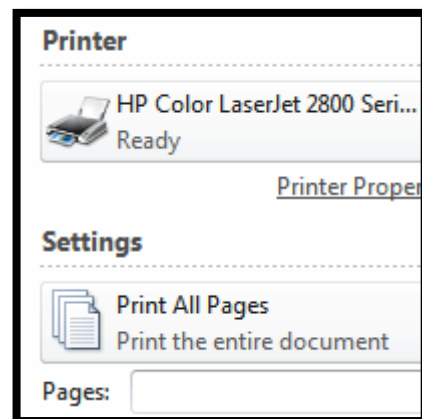 Printer
HP Color LaserJet 2800 Seri...
Ready
Printer Proper
Settings
Print All Pages
Print the entire document
Pages: